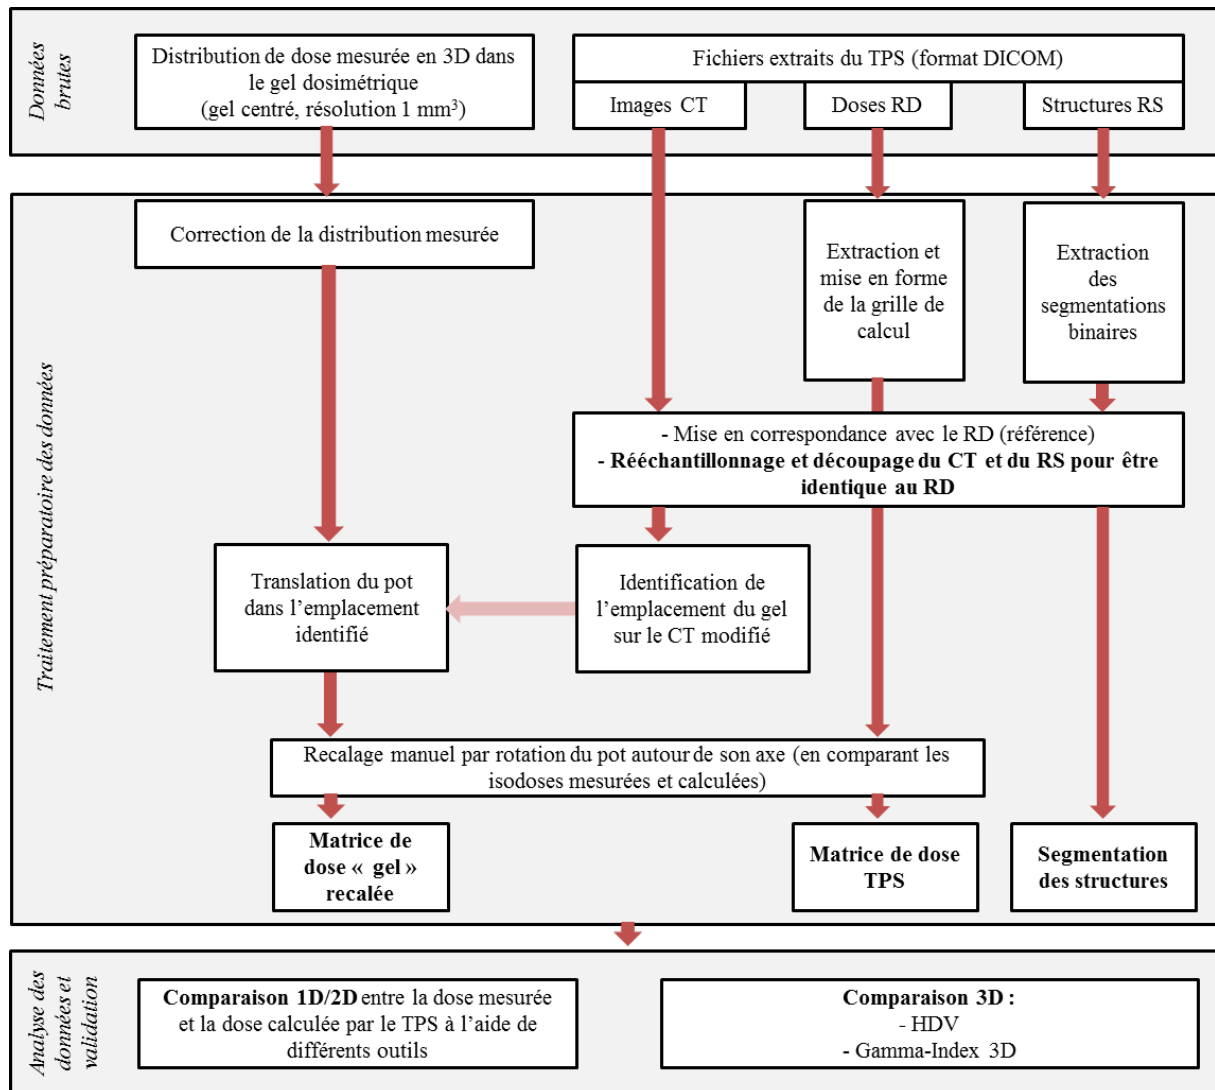 Données
brutes
Distribution de dose mesurée en 3D dans
le gel dosimétrique
(gel centré, résolution 1 mm³)
Fichiers extraits du TPS (format DICOM)
Images CT
Doses RD
Structures RS
Traitement préparatoire des données
Correction de la distribution mesurée
Extraction et
mise en forme
de la grille de
calcul
Extraction
des
segmentations
binaires
- Mise en correspondance avec le RD (référence)
- Rééchantillonnage et découpage du CT et du RS pour être
identique au RD
Translation du pot
dans l’emplacement
identifié
Identification de
l’emplacement du gel
sur le CT modifié
Recalage manuel par rotation du pot autour de son axe (en comparant les
isodoses mesurées et calculées)
Matrice de
dose « gel »
recalée
Matrice de dose
TPS
Segmentation
des structures
Analyse des
données et
validation
Comparaison 1D/2D entre la dose mesurée
et la dose calculée par le TPS à l’aide de
différents outils
Comparaison 3D :
- HDV
- Gamma-Index 3D